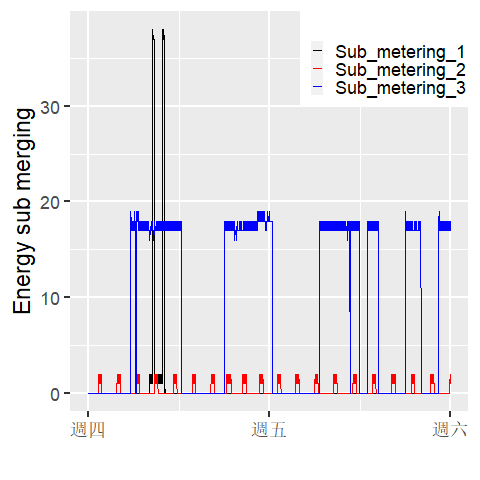 Sub_metering_1
Sub_metering_2
Sub_metering_3
Energy sub merging
30
20
10
0
週四 週五 週六